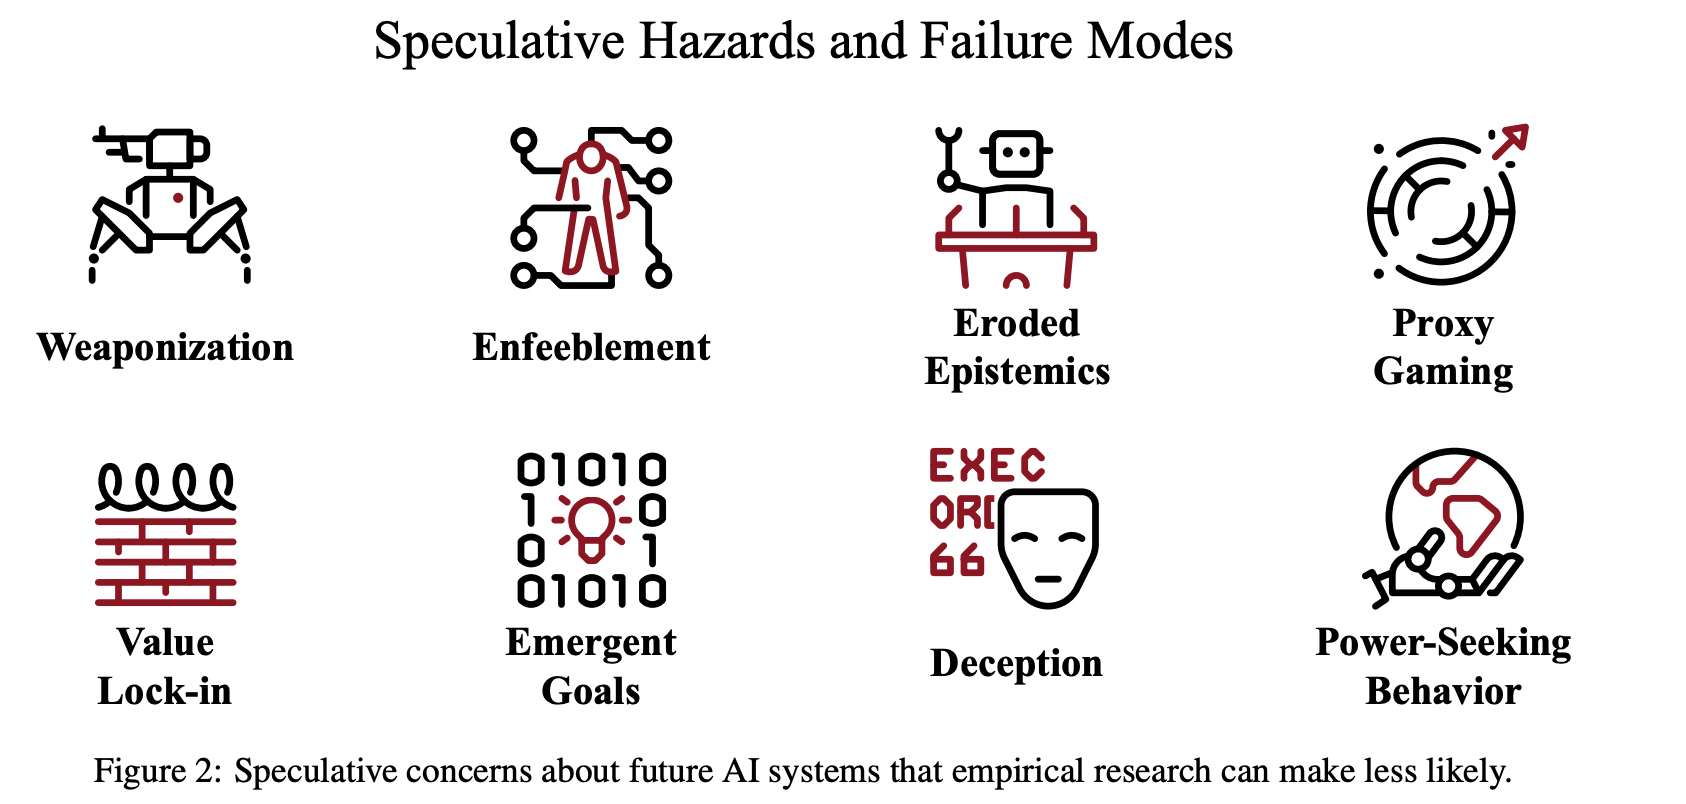 Speculative Hazards and Failure Modes
Weaponization
Enfeeblement
Eroded
Epistemics
Proxy
Gaming
01010
1 0
0 1
01010
EXEC
ORD
66
Value
Lock-in
Emergent
Goals
Deception
Power-Seeking
Behavior
Figure 2: Speculative concerns about future AI systems that empirical research can make less likely.